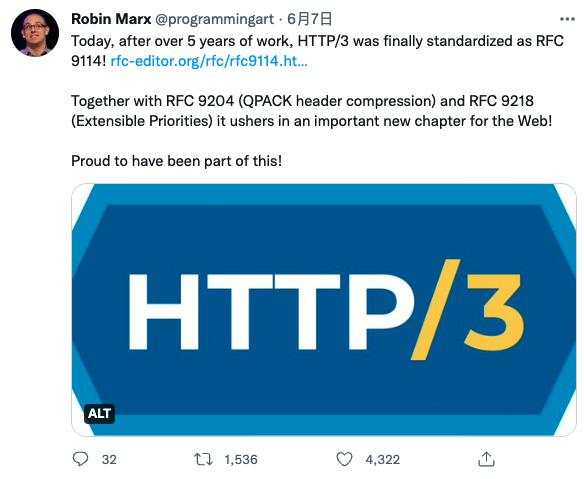 Robin Marx @programmingart · 6月7日
Today, after over 5 years of work, HTTP/3 was finally standardized as RFC
9114! rfc-editor.org/rfc/rfc9114.ht...
Together with RFC 9204 (QPACK header compression) and RFC 9218
(Extensible Priorities) it ushers in an important new chapter for the Web!
Proud to have been part of this!
HTTP/3
ALT
32 1,536 4,322